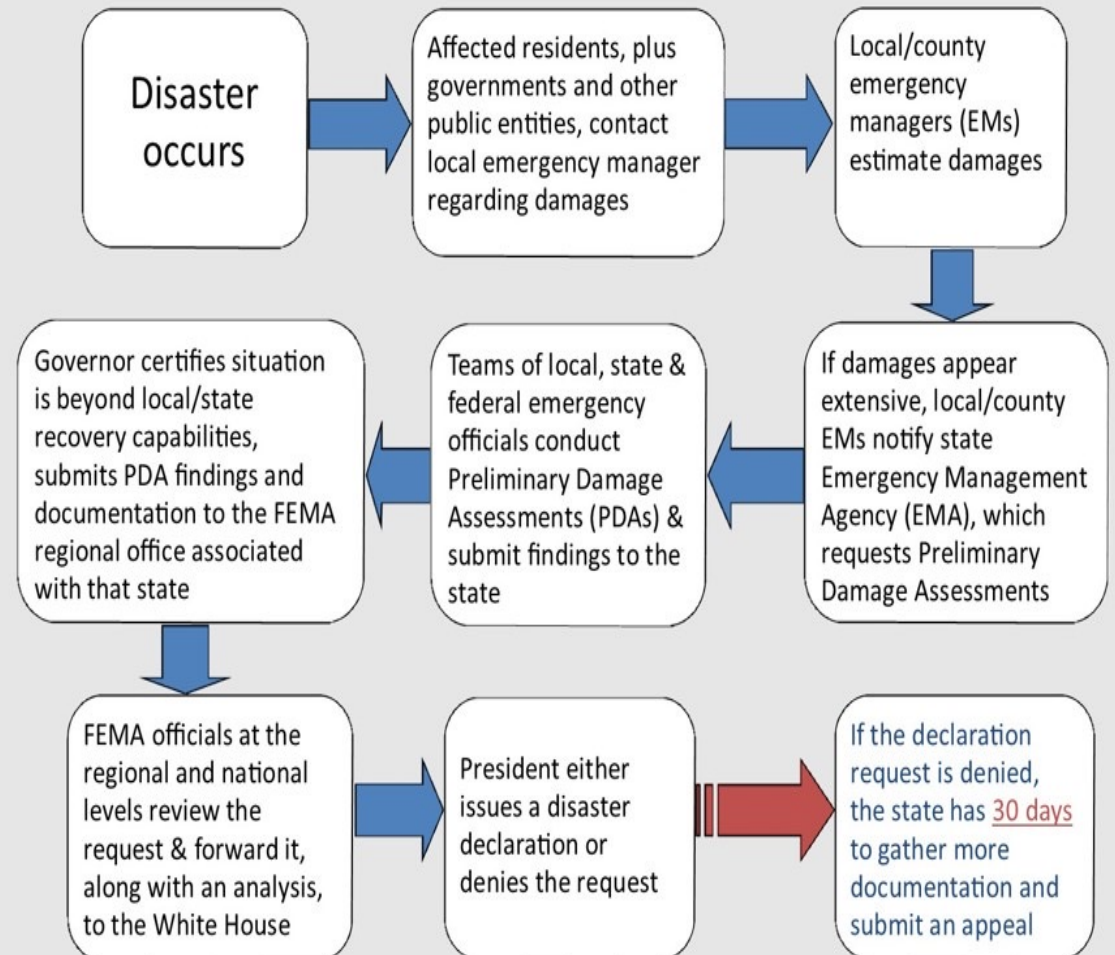 Disaster
occurs
Affected residents, plus
governments and other
public entities, contact
local emergency manager
regarding damages
Local/county
emergency
managers (EMs)
estimate damages
If damages appear
extensive, local/county
EMs notify state
Emergency Management
Agency (EMA), which
requests Preliminary
Damage Assessments
Teams of local, state &
federal emergency
officials conduct
Preliminary Damage
Assessments (PDAs) &
submit findings to the
state
Governor certifies situation
is beyond local/state
recovery capabilities,
submits PDA findings and
documentation to the FEMA
regional office associated
with that state
FEMA officials at the
regional and national
levels review the
request & forward it,
along with an analysis,
to the White House
President either
issues a disaster
declaration or
denies the request
If the declaration
request is denied,
the state has 30 days
to gather more
documentation and
submit an appeal